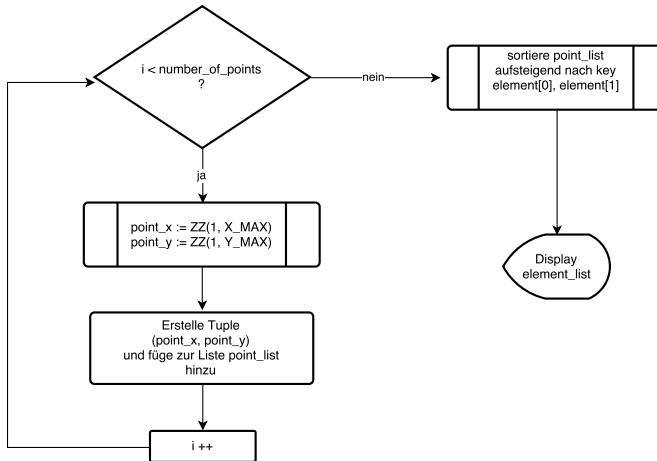 i < number_of_points
?
nein
sortiere point_list
aufsteigend nach key
element[0], element[1]
ja
point_x := ZZ(1, X_MAX)
point_y := ZZ(1, Y_MAX)
Display
element_list
Erstelle Tuple
(point_x, point_y)
und füge zur Liste point_list
hinzu
i ++